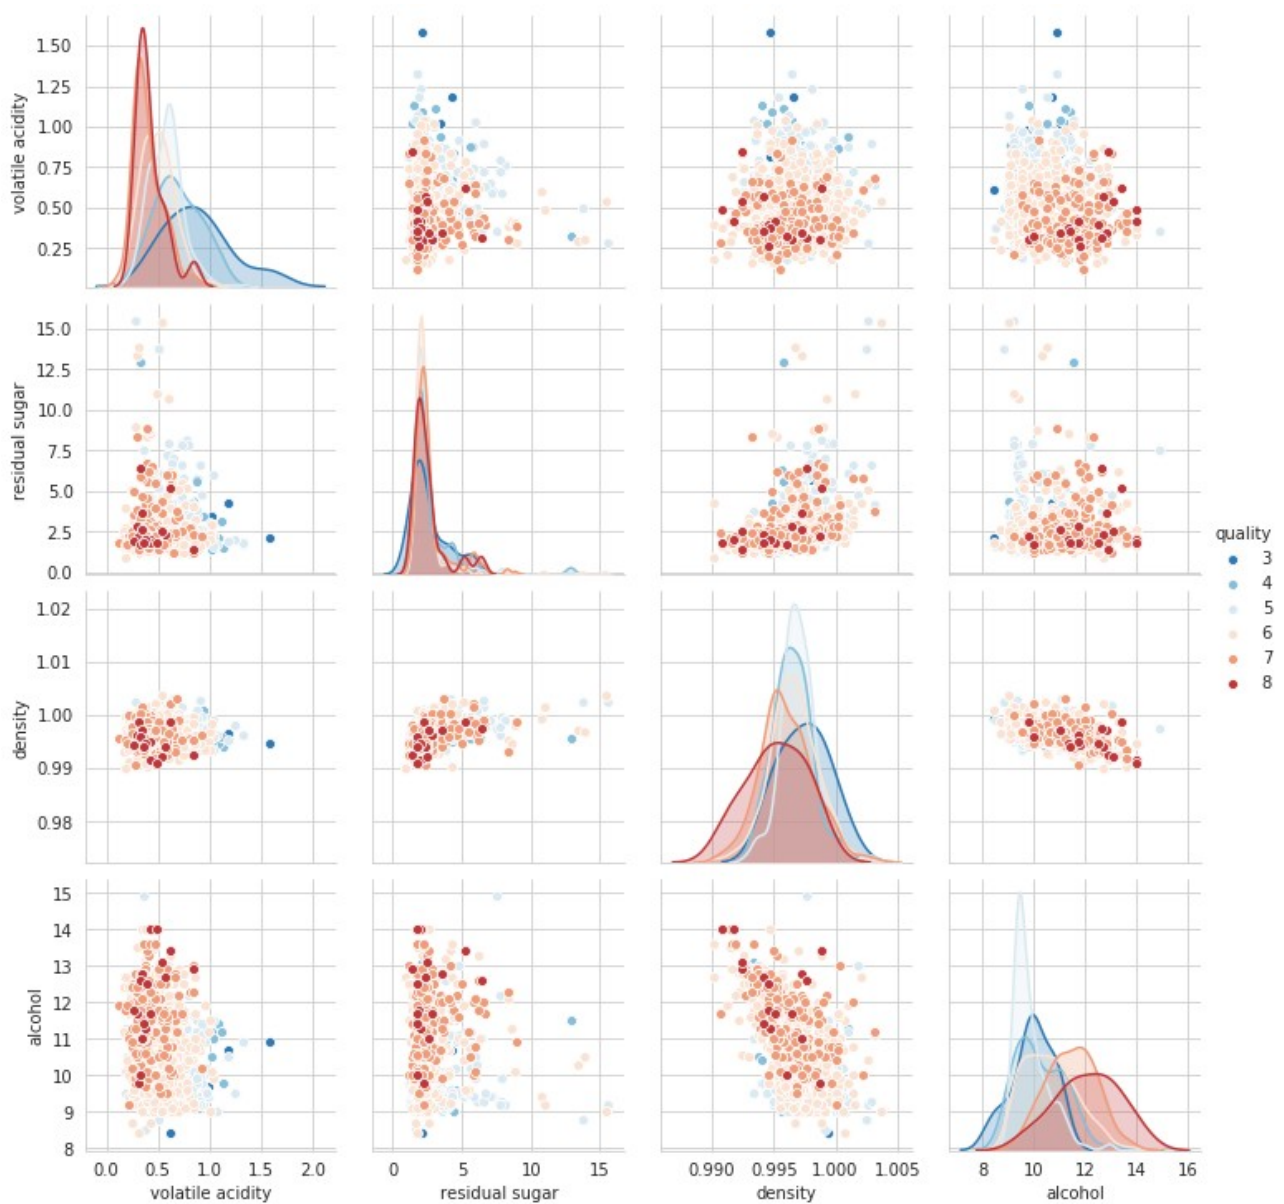 volatile acidity
1.50
1.25
1.00
0.75
0.50
0.25
residual sugar
15.0
12.5
10.0
7.5
5.0
2.5
0.0
quality
3
4
5
6
7
8
density
1.02
1.01
1.00
0.99
0.98
alcohol
15
14
13
12
11
10
9
8
0.0 0.5 1.0 1.5 2.0
0 5 10 15
0.990 0.995 1.000 1.005
8 10 12 14 16
volatile acidity
residual sugar
density
alcohol